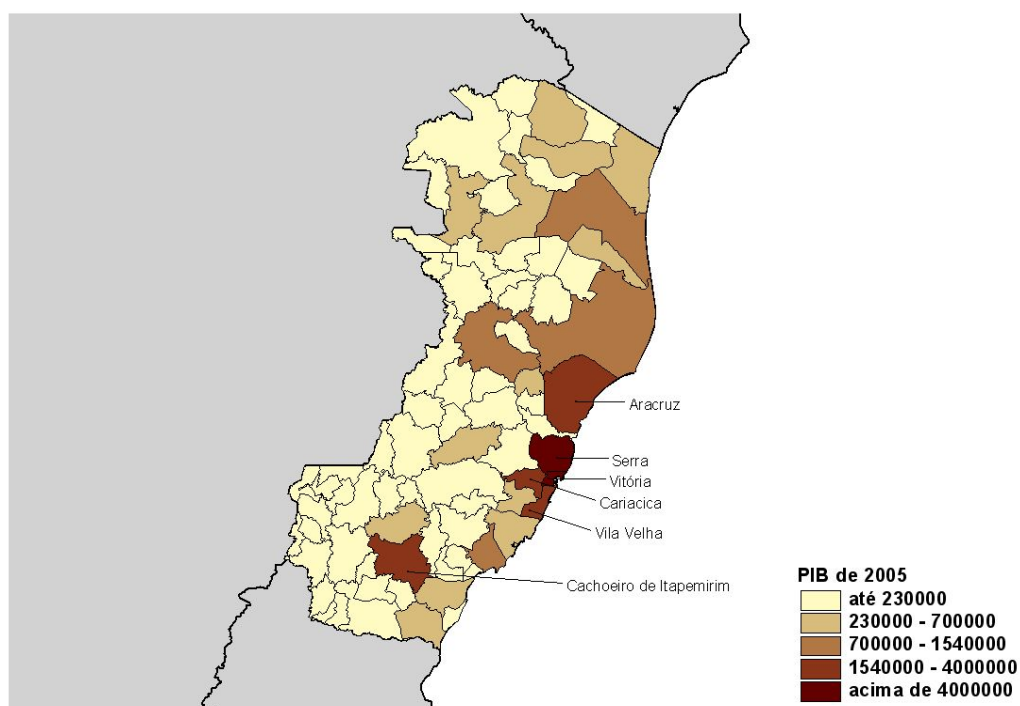 Aracruz
Serra
Vitória
Cariacica
Vila Velha
Cachoeiro de Itapemirim
PIB de 2005
até 230000
230000 - 700000
700000 - 1540000
1540000 - 4000000
acima de 4000000